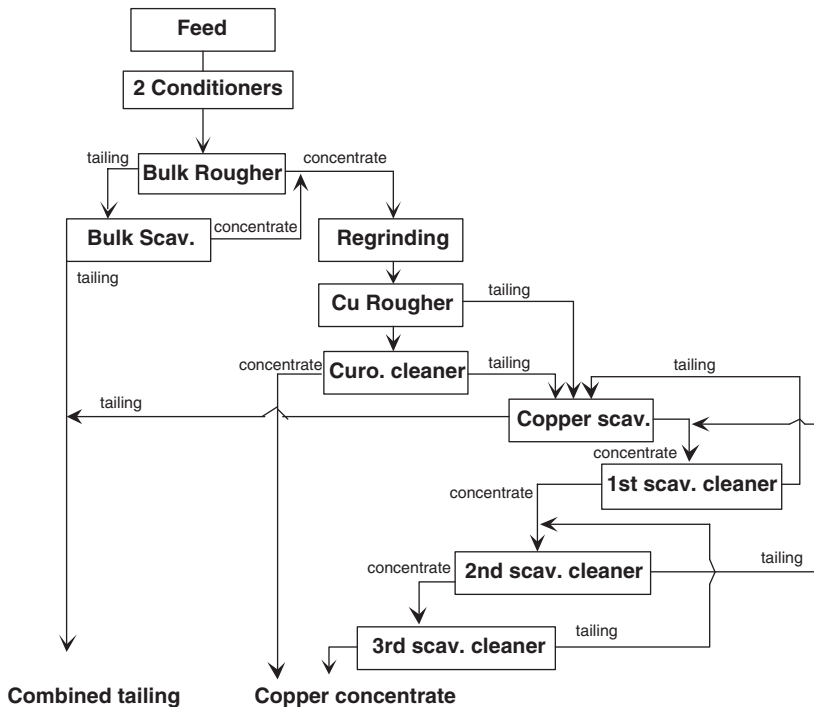 Feed
2 Conditioners
tailing
concentrate
Bulk Rougher
Bulk Scav.
concentrate
Regrinding
tailing
Cu Rougher
tailing
concentrate
Curo. cleaner
tailing
tailing
tailing
Copper scav.
concentrate
1st scav. cleaner
concentrate
concentrate
2nd scav. cleaner
tailing
3rd scav. cleaner
tailing
Combined tailing
Copper concentrate